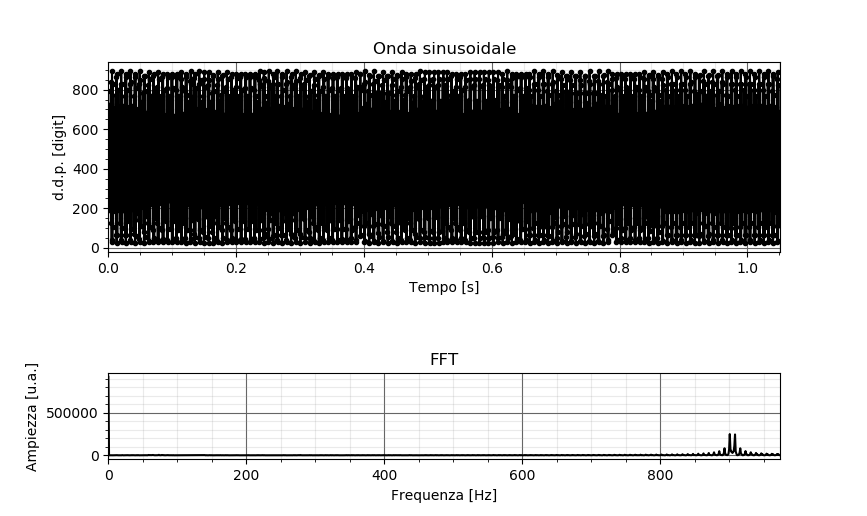 Onda sinusoidale
d.d.p. [digit]
800
600
400
200
0
0.0 0.2 0.4 0.6 0.8 1.0
Tempo [s]
FFT
Ampiezza [u.a.]
500000
0
0 200 400 600 800
Frequenza [Hz]